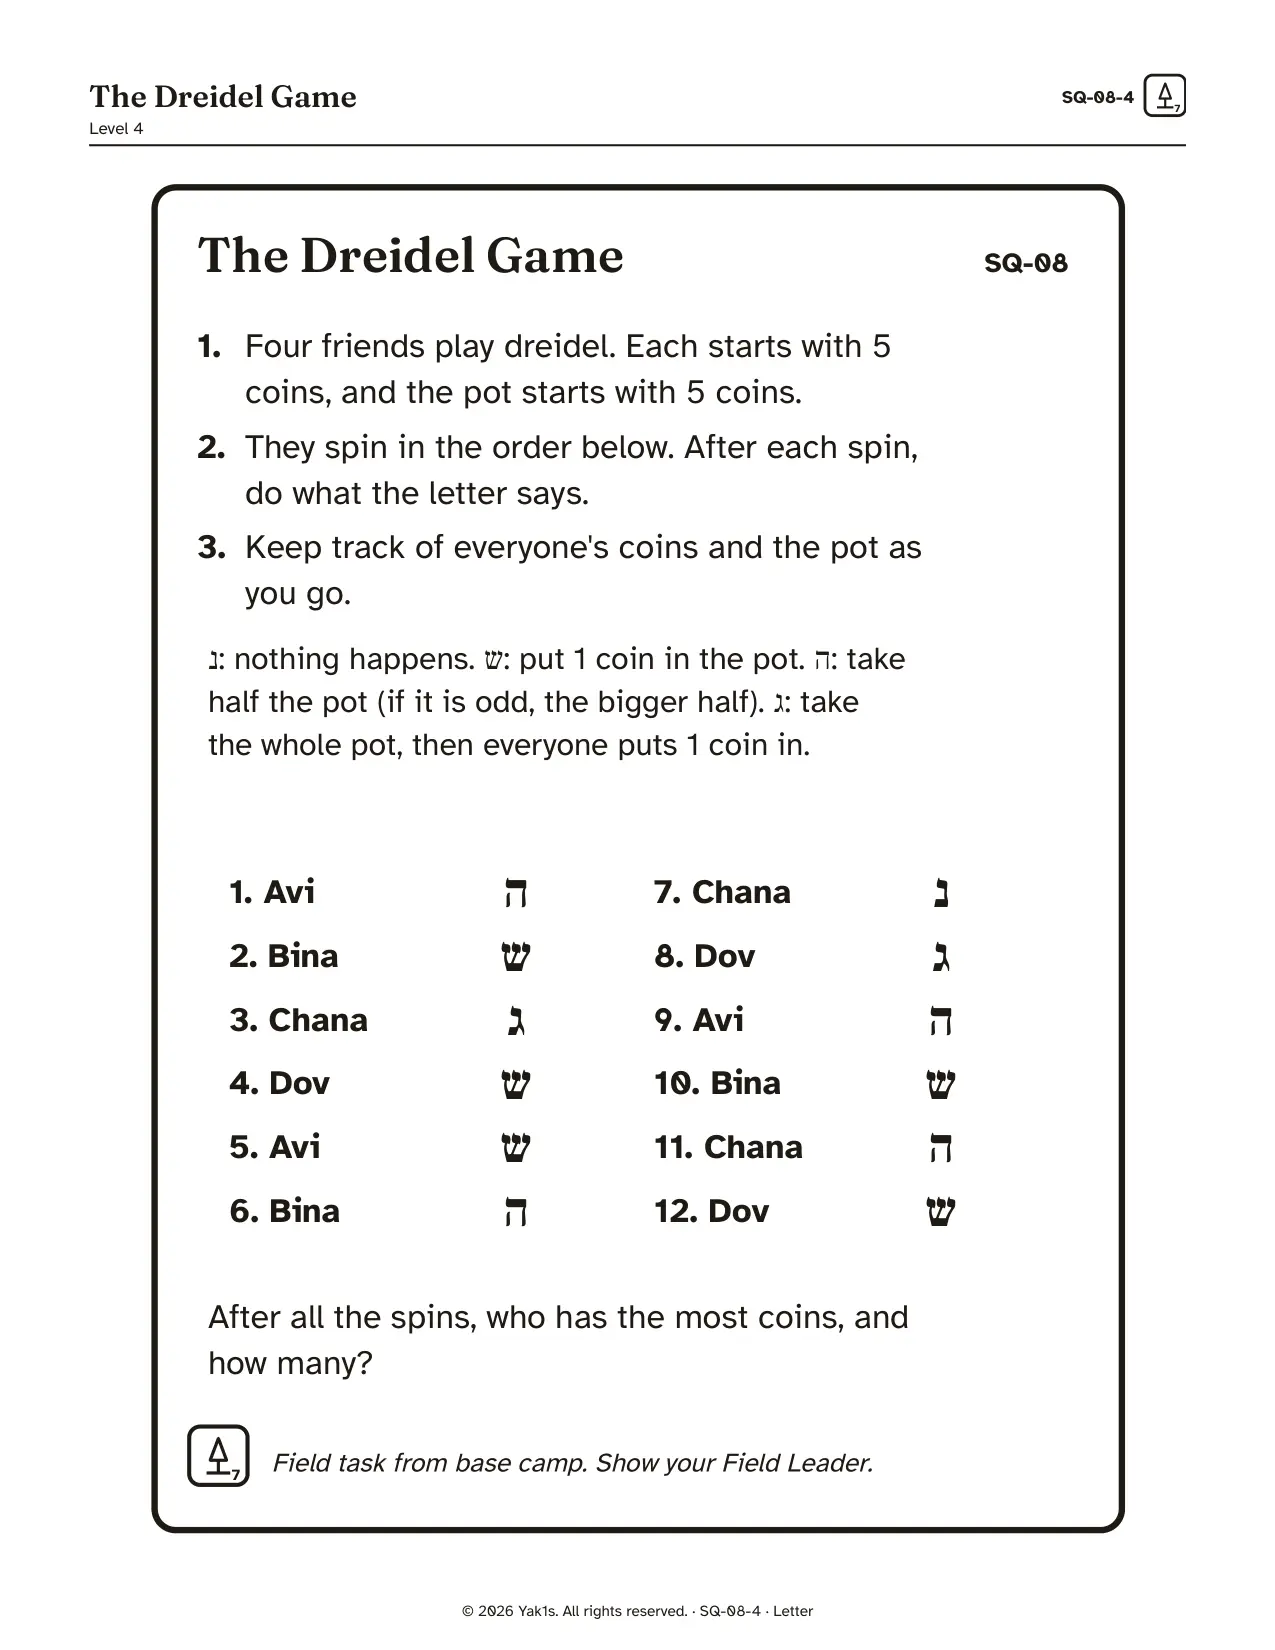 The Dreidel Game
SQ-08-4
7
Level 4
The Dreidel Game
SQ-08
1. Four friends play dreidel. Each starts with 5
coins, and the pot starts with 5 coins.
2. They spin in the order below. After each spin,
do what the letter says.
3. Keep track of everyone's coins and the pot as
you go.
נ: nothing happens. ש: put 1 coin in the pot. ה: take
half the pot (if it is odd, the bigger half). ג: take
the whole pot, then everyone puts 1 coin in.
1. Avi ה
2. Bina ש
3. Chana ג
4. Dov ש
5. Avi ש
6. Bina ה
7. Chana נ
8. Dov ג
9. Avi ה
10. Bina ש
11. Chana ה
12. Dov ש
After all the spins, who has the most coins, and
how many?
7
Field task from base camp. Show your Field Leader.
© 2026 Yak1s. All rights reserved. · SQ-08-4 · Letter